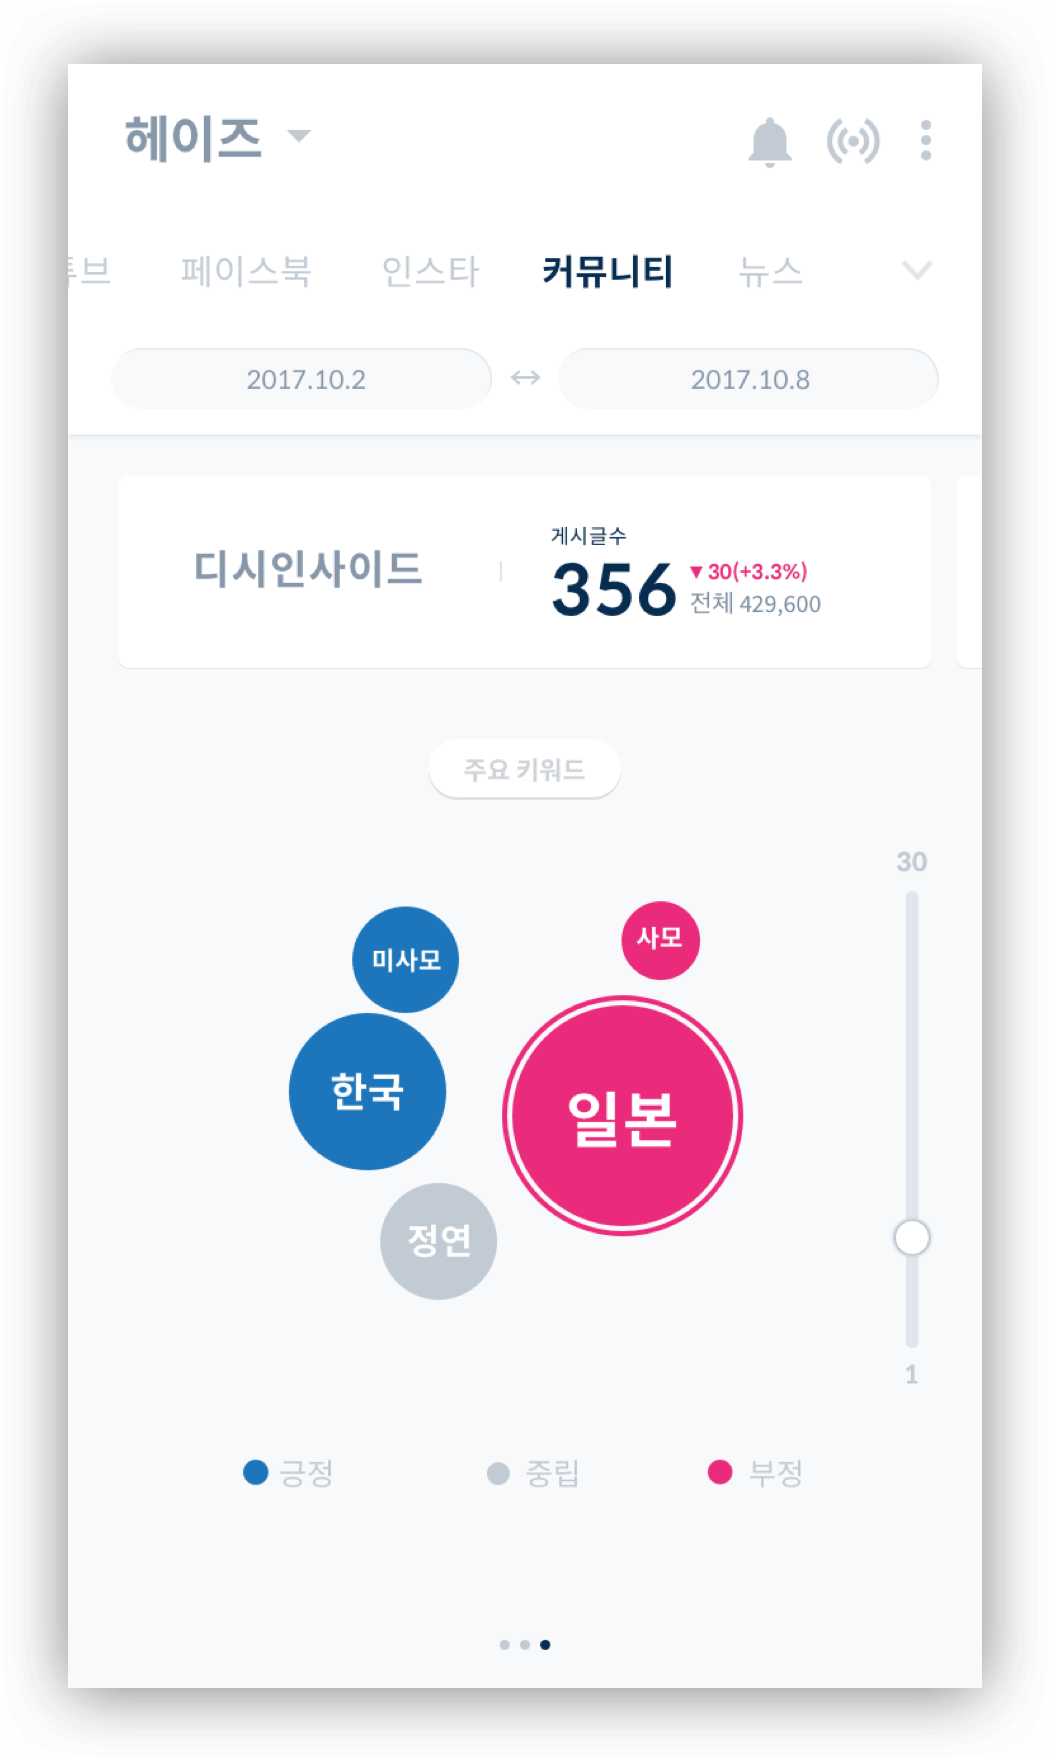 헤이즈
브 페이스북 인스타 커뮤니티 뉴스
2017.10.2 ↔ 2017.10.8
게시글수
디시인사이드 | 356 ▼30(+3.3%)
전체 429,600
주요 키워드
30
사모
미사모
한국
일본
정연
1
긍정 중립 부정